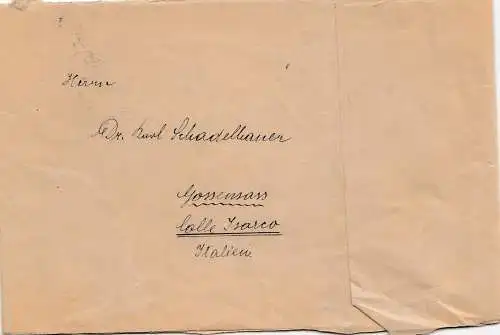 Herrn
Dr. Karl Schadelbauer
Gossensass
Colle Isarco
Italien